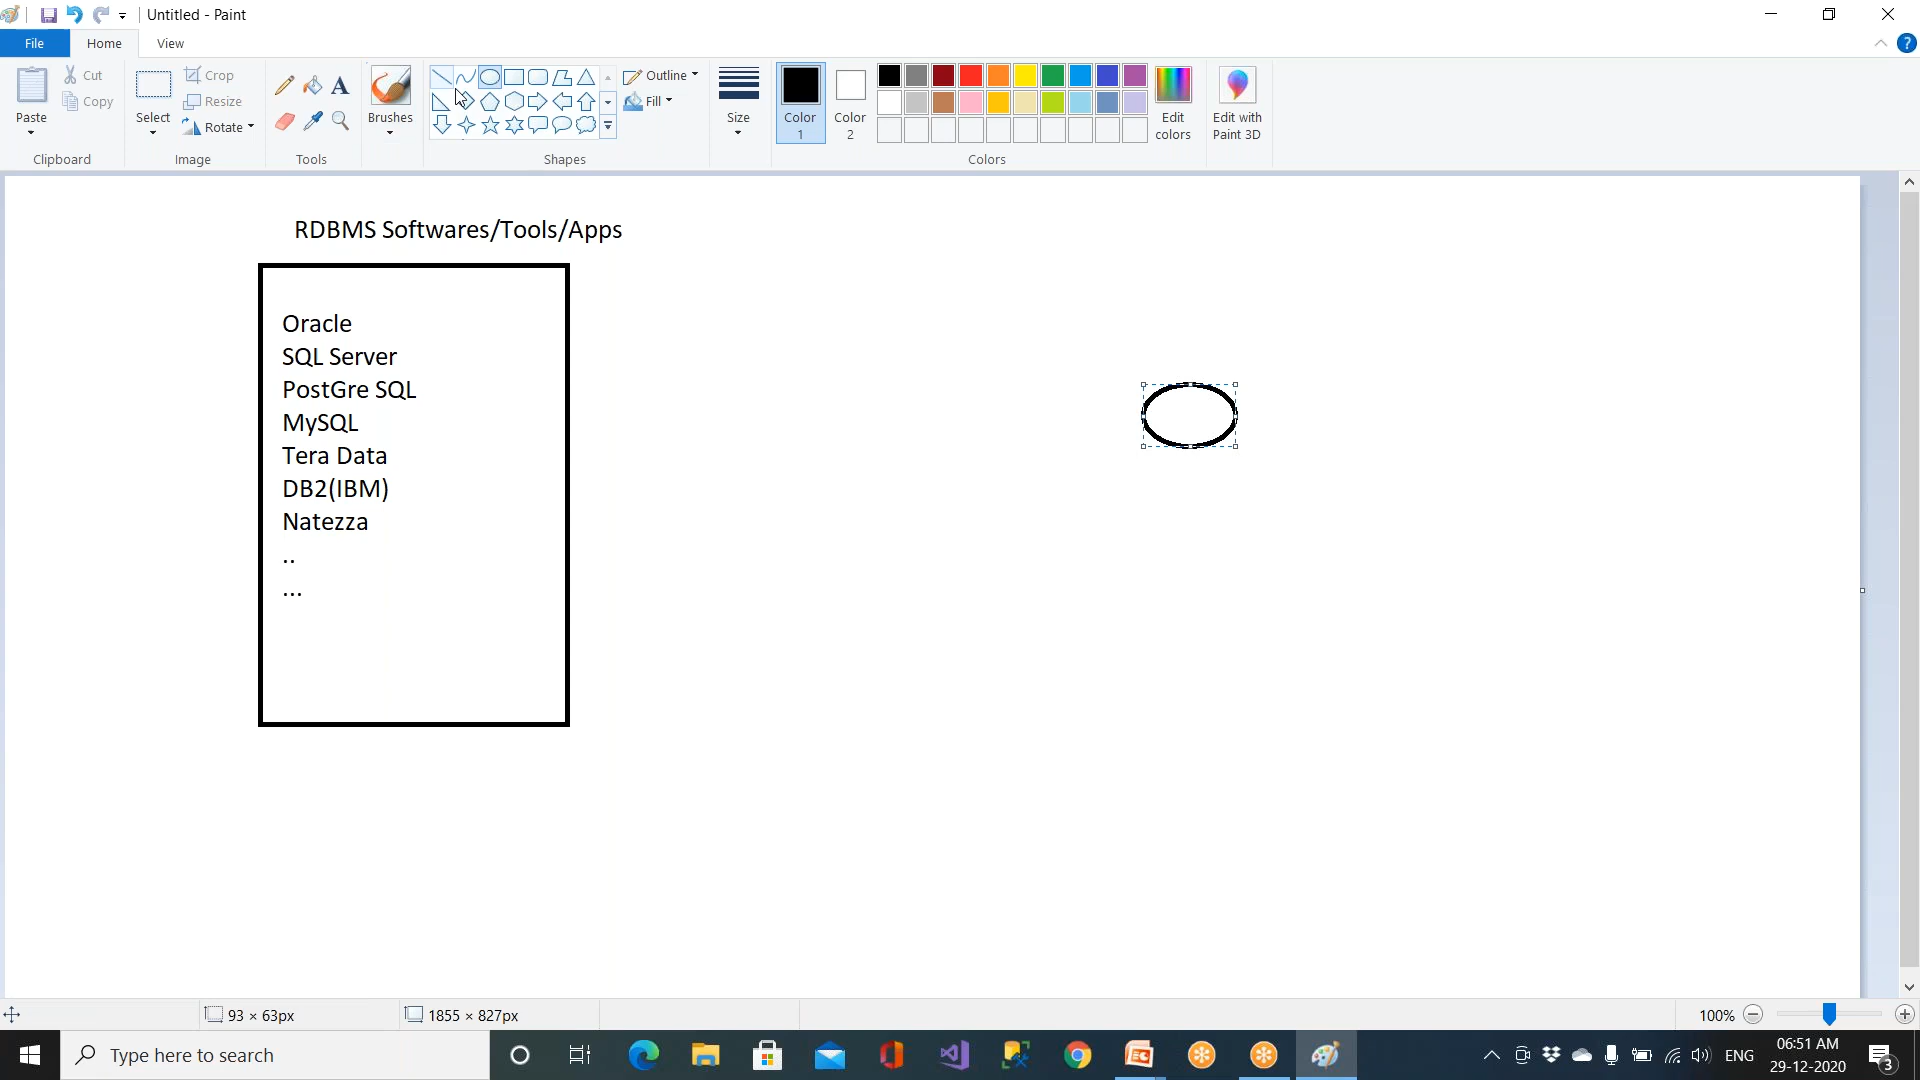 Untitled - Paint
File
Home
View
Paste
Cut
Copy
Clipboard
Select
Crop
Resize
Rotate
Image
A
Tools
Brushes
Outline
Fill
Shapes
Size
Color
1
Color
2
Colors
Edit
colors
Edit with
Paint 3D
RDBMS Softwares/Tools/Apps
Oracle
SQL Server
PostGre SQL
MySQL
Tera Data
DB2(IBM)
Natezza
..
...
93 × 63px
1855 × 827px
100%
Type here to search
ENG
06:51 AM
29-12-2020
3